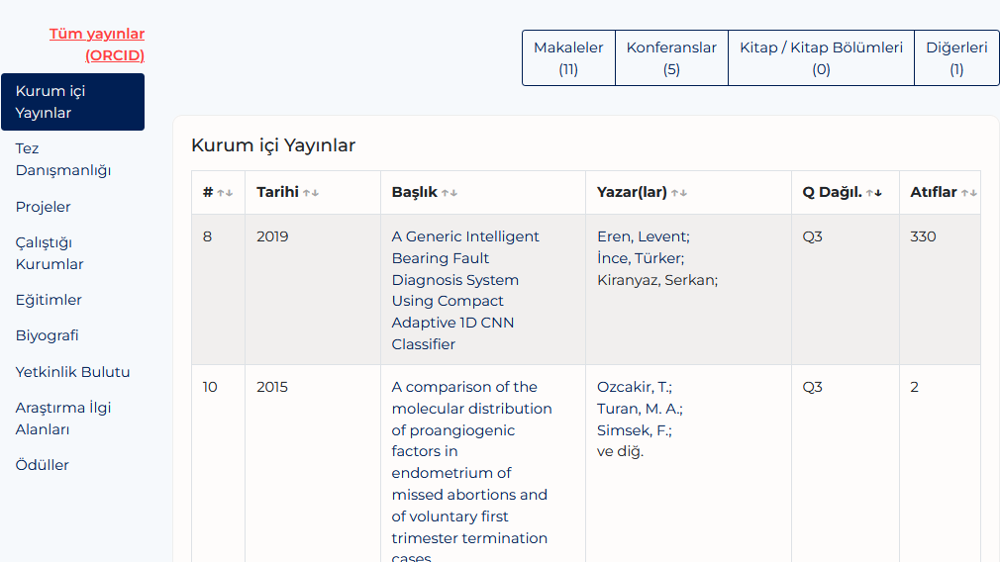 Tüm yayınlar
(ORCID)
Kurum içi
Yayınlar
Tez
Danışmanlığı
Projeler
Çalıştığı
Kurumlar
Eğitimler
Biyografi
Yetkinlik Bulutu
Araştırma İlgi
Alanları
Ödüller
Makaleler
(11)
Konferanslar
(5)
Kitap / Kitap Bölümleri
(0)
Diğerleri
(1)
Kurum içi Yayınlar
# ↑↓ Tarihi ↑↓ Başlık ↑↓ Yazar(lar) ↑↓ Q Dağıl. ↑↓ Atıflar ↑↓
8
2019
A Generic Intelligent
Bearing Fault
Diagnosis System
Using Compact
Adaptive 1D CNN
Classifier
Eren, Levent;
İnce, Türker;
Kiranyaz, Serkan;
Q3
330
10
2015
A comparison of the
molecular distribution
of proangiogenic
factors in
endometrium of
missed abortions and
of voluntary first
trimester termination
cases
Ozcakir, T.;
Turan, M. A.;
Simsek, F.;
ve diğ.
Q3
2